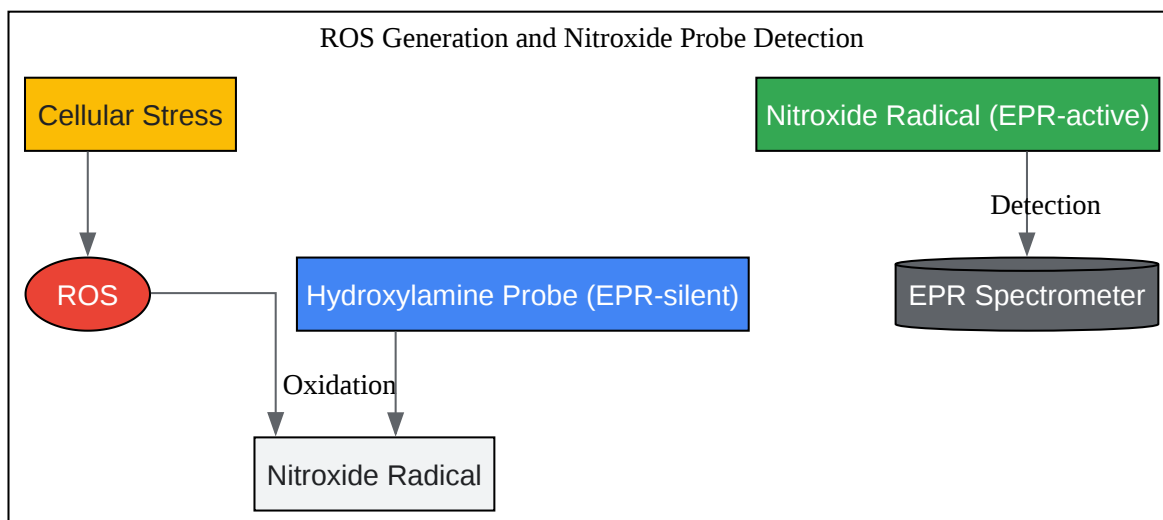 ROS Generation and Nitroxide Probe Detection
Cellular Stress
Nitroxide Radical (EPR-active)
Detection
ROS
Hydroxylamine Probe (EPR-silent)
EPR Spectrometer
Oxidation
Nitroxide Radical